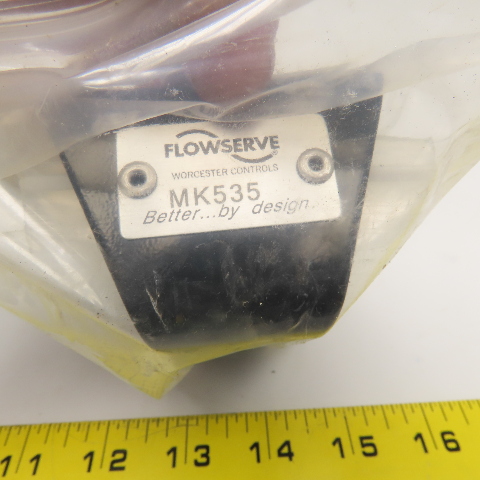 FLOWSERVE
WORCESTER CONTROLS
MK535
Better...by design.
11 12 13 14 15 16